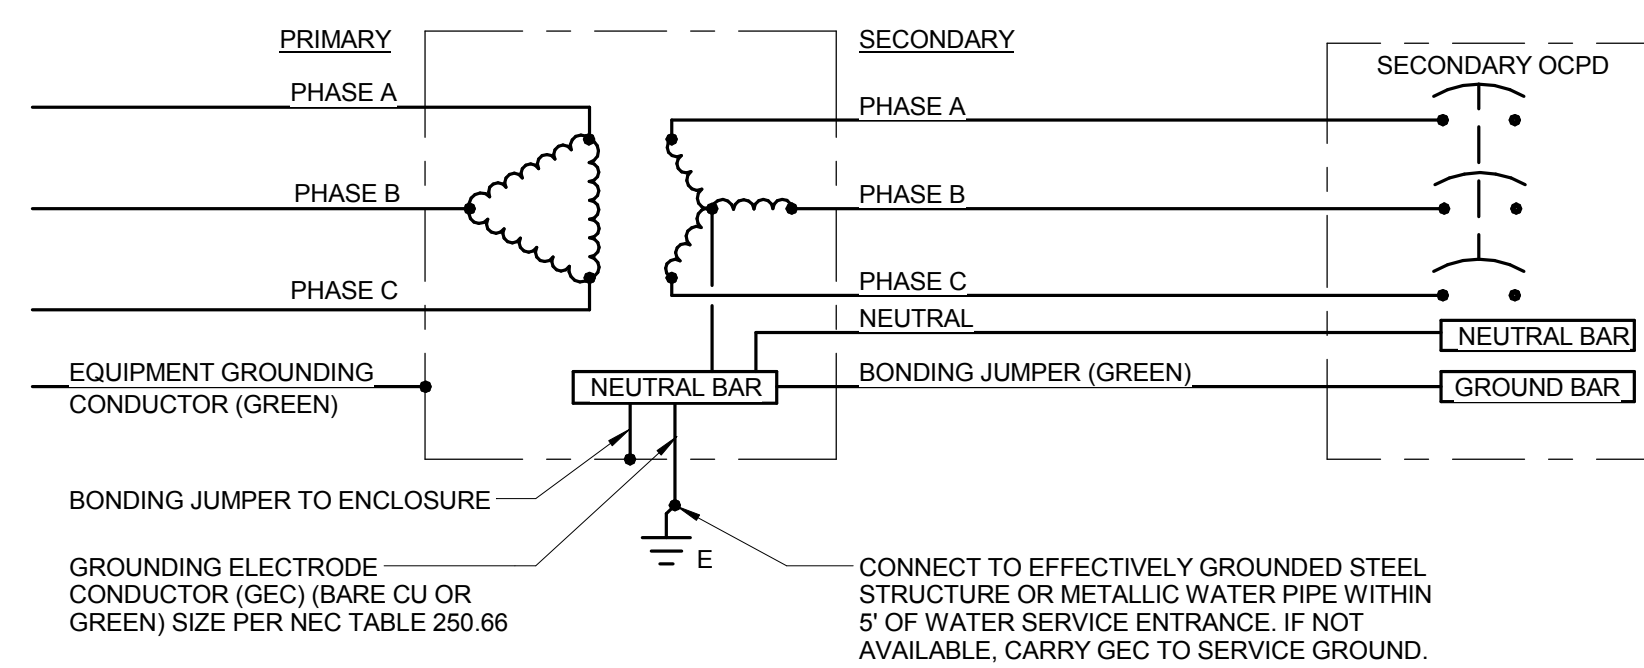 PRIMARY
SECONDARY
SECONDARY OCPD
PHASE A
PHASE A
PHASE B
PHASE B
PHASE C
PHASE C
NEUTRAL
NEUTRAL BAR
EQUIPMENT GROUNDING
CONDUCTOR (GREEN)
NEUTRAL BAR
BONDING JUMPER (GREEN)
GROUND BAR
BONDING JUMPER TO ENCLOSURE
E
GROUNDING ELECTRODE
CONDUCTOR (GEC) (BARE CU OR
GREEN) SIZE PER NEC TABLE 250.66
CONNECT TO EFFECTIVELY GROUNDED STEEL
STRUCTURE OR METALLIC WATER PIPE WITHIN
5' OF WATER SERVICE ENTRANCE. IF NOT
AVAILABLE, CARRY GEC TO SERVICE GROUND.